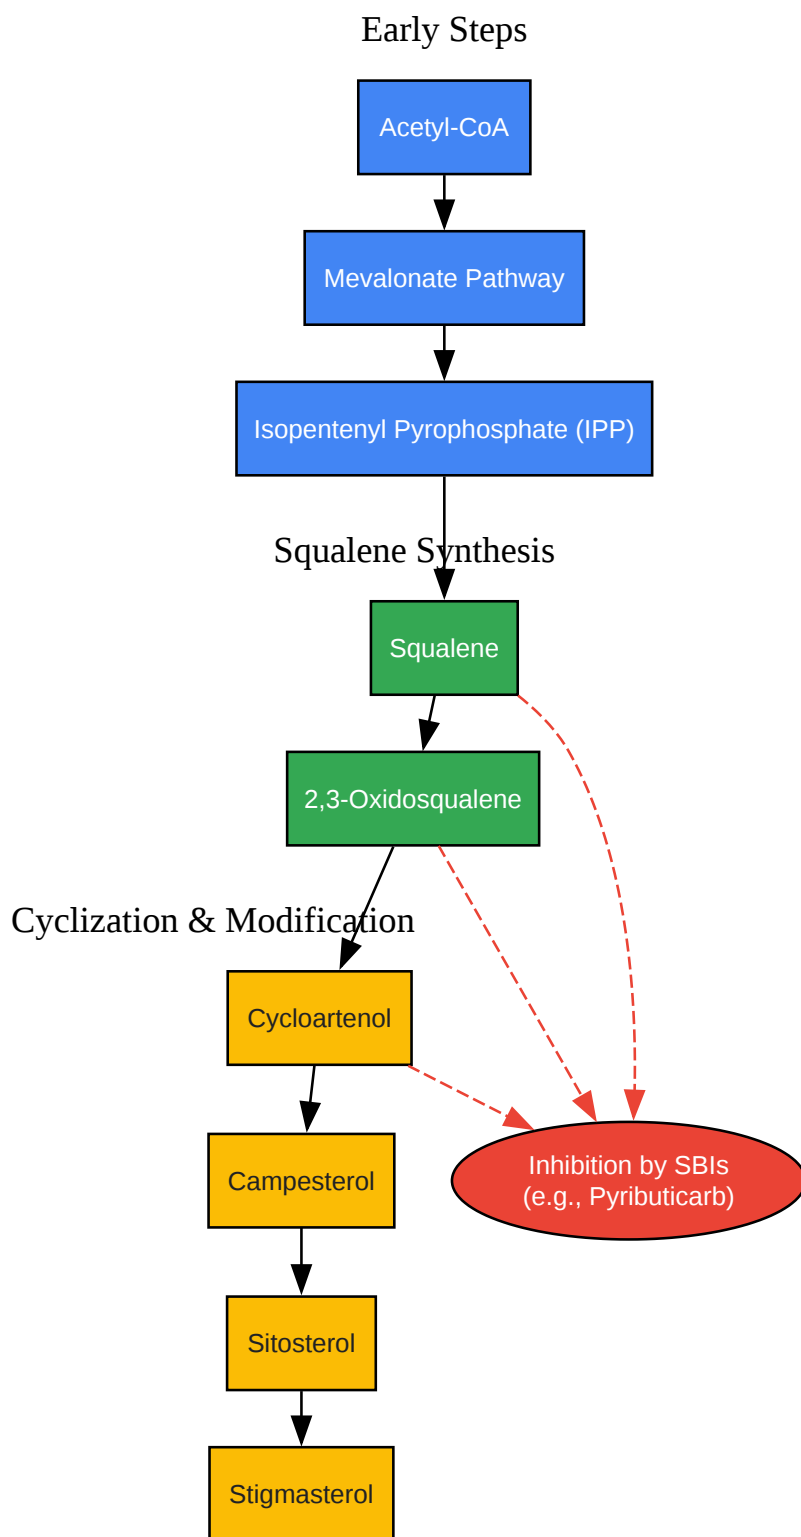 Early Steps
Acetyl-CoA
Mevalonate Pathway
Isopentenyl Pyrophosphate (IPP)
Squalene Synthesis
Squalene
2,3-Oxidosqualene
Cyclization & Modification
Cycloartenol
Campesterol
Inhibition by SBIs
(e.g., Pyributicarb)
Sitosterol
Stigmasterol